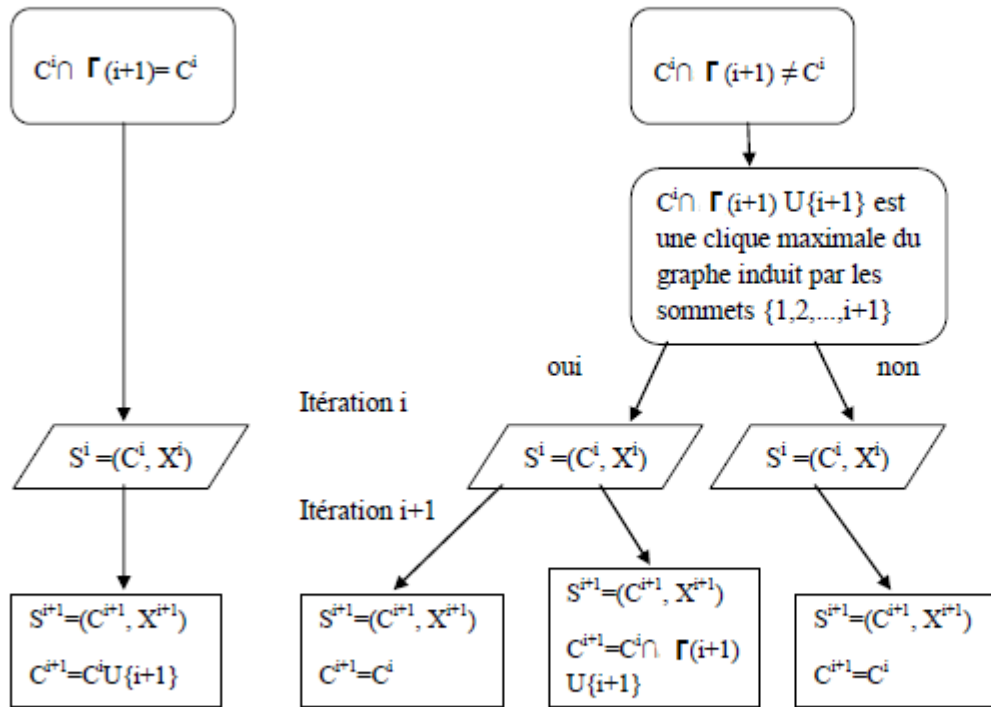 Cⁱ∩ Γ (i+1)= Cⁱ
Cⁱ∩ Γ (i+1) ≠ Cⁱ
Cⁱ∩ Γ (i+1) U{i+1} est
une clique maximale du
graphe induit par les
sommets {1,2,...,i+1}
oui
non
Itération i
Sⁱ =(Cⁱ, Xⁱ)
Sⁱ =(Cⁱ, Xⁱ)
Sⁱ =(Cⁱ, Xⁱ)
Itération i+1
Sⁱ⁺¹=(Cⁱ⁺¹, Xⁱ⁺¹)
Cⁱ⁺¹=CⁱU{i+1}
Sⁱ⁺¹=(Cⁱ⁺¹, Xⁱ⁺¹)
Cⁱ⁺¹=Cⁱ
Sⁱ⁺¹=(Cⁱ⁺¹, Xⁱ⁺¹)
Cⁱ⁺¹=Cⁱ∩ Γ(i+1)
U{i+1}
Sⁱ⁺¹=(Cⁱ⁺¹, Xⁱ⁺¹)
Cⁱ⁺¹=Cⁱ